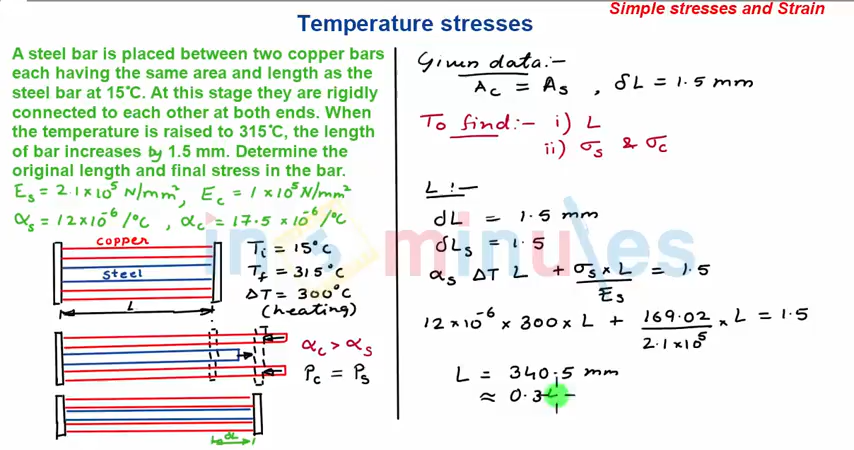 Simple stresses and Strain
Temperature stresses
A steel bar is placed between two copper bars
each having the same area and length as the
steel bar at 15°C. At this stage they are rigidly
connected to each other at both ends. When
the temperature is raised to 315°C, the length
of bar increases by 1.5 mm. Determine the
original length and final stress in the bar.
Es = 2.1×10⁵ N/mm², Ec = 1×10⁵ N/mm²
αs = 12×10⁻⁶/°C, αc = 17.5×10⁻⁶/°C
copper
steel
L
Ti = 15°C
Tf = 315°C
ΔT = 300°C
(heating)
αc > αs
Pc = Ps
dL
Given data:-
Ac = As, δL = 1.5 mm
To find:- i) L
ii) σs & σc
L :-
dL = 1.5 mm
δLs = 1.5
αs ΔT L + σs × L / Es = 1.5
12×10⁻⁶ × 300 × L + 169.02 / 2.1×10⁵ × L = 1.5
L = 340.5 mm
≈ 0.34
in 3 minutes